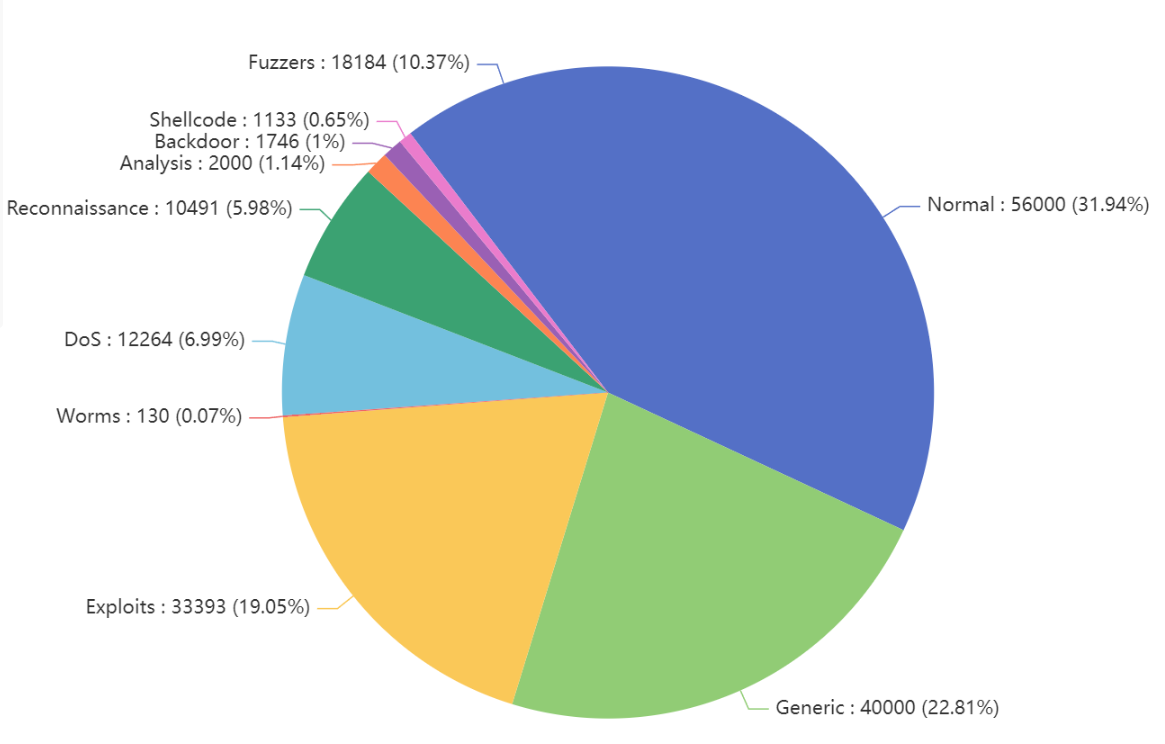 Fuzzers : 18184 (10.37%)
Shellcode : 1133 (0.65%)
Backdoor : 1746 (1%)
Analysis : 2000 (1.14%)
Reconnaissance : 10491 (5.98%)
Normal : 56000 (31.94%)
DoS : 12264 (6.99%)
Worms : 130 (0.07%)
Exploits : 33393 (19.05%)
Generic : 40000 (22.81%)